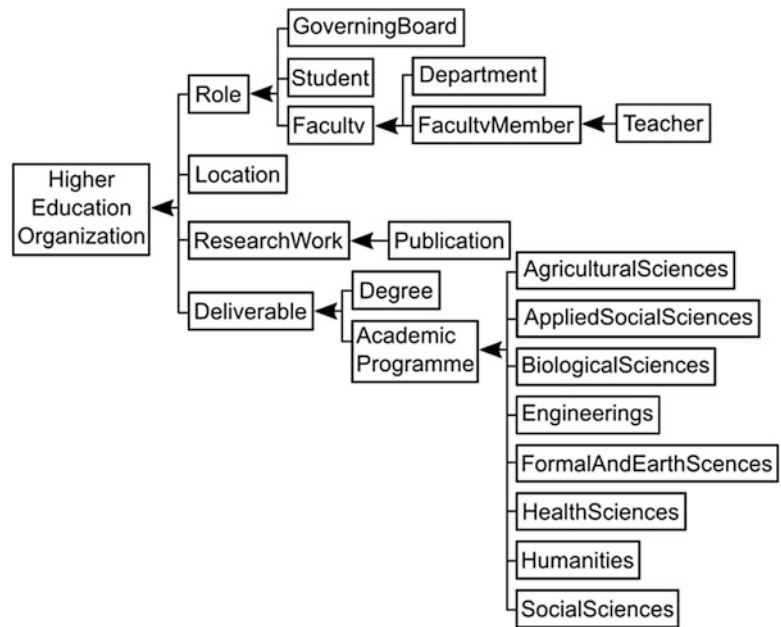 GoverningBoard
Student
Department
Role
Facultv
FacultvMember
Teacher
Higher
Education
Organization
Location
ResearchWork
Publication
AgriculturalSciences
Degree
Deliverable
AppliedSocialSciences
Academic
Programme
BiologicalSciences
Engineerings
FormalAndEarthScences
HealthSciences
Humanities
SocialSciences